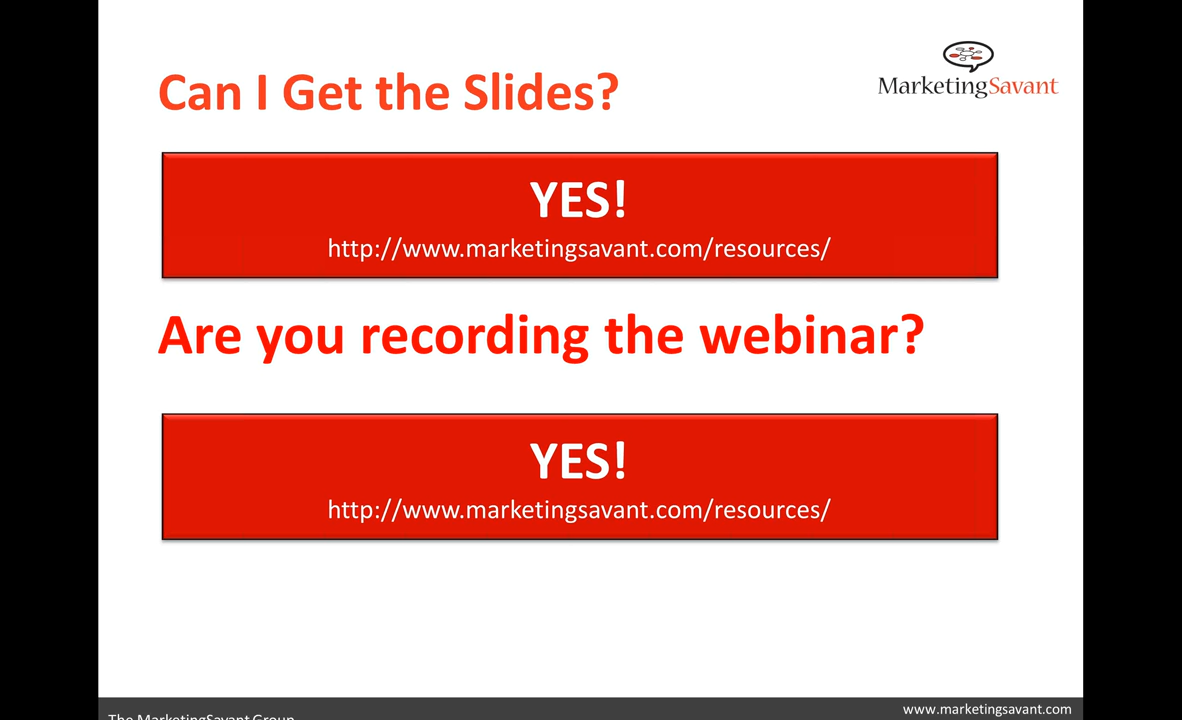 MarketingSavant
Can I Get the Slides?
YES!
http://www.marketingsavant.com/resources/
Are you recording the webinar?
YES!
http://www.marketingsavant.com/resources/
The MarketingSavant Group
www.marketingsavant.com